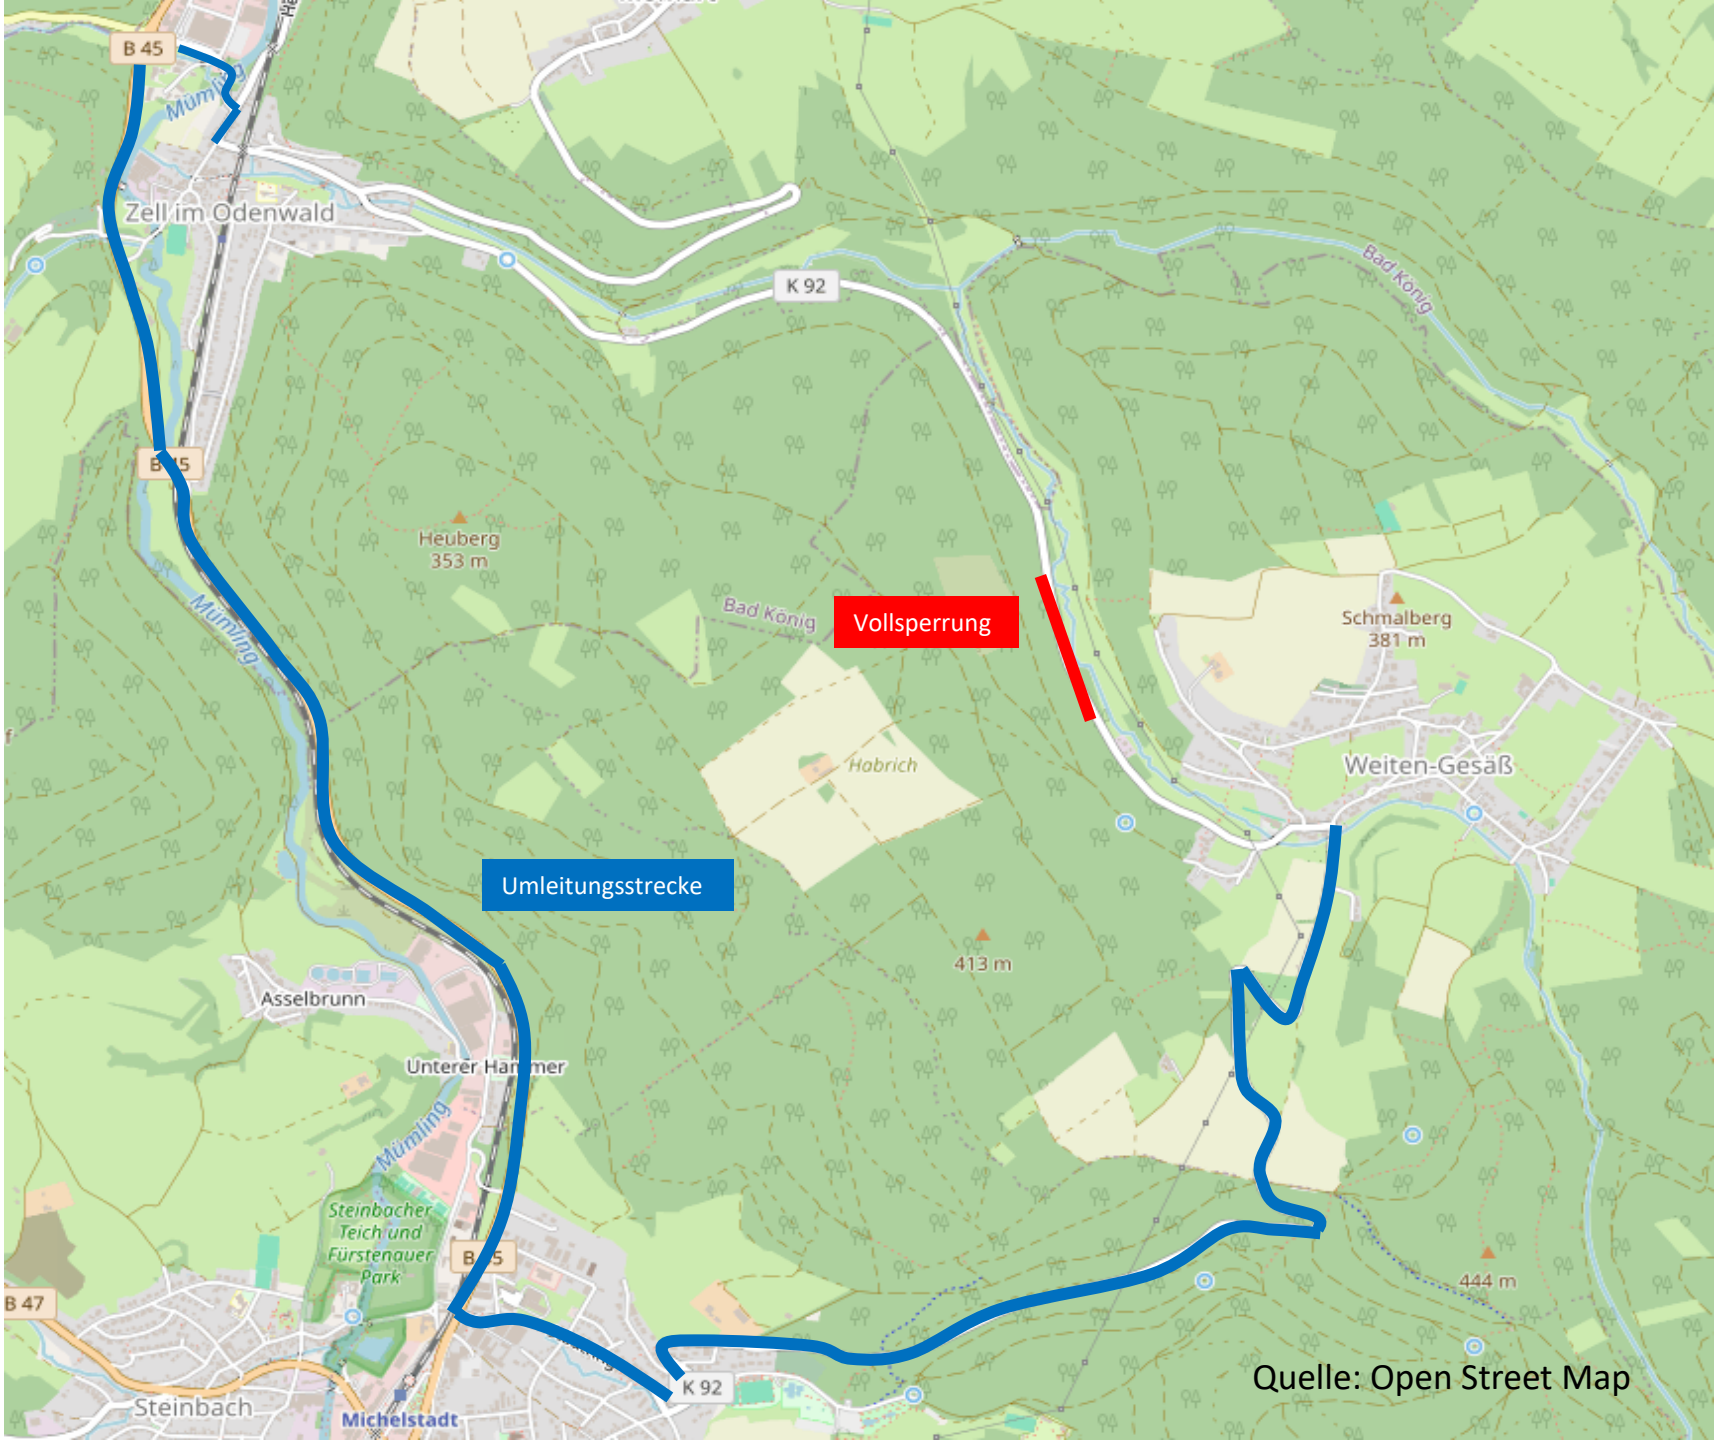 B 45
Mümling
Zell im Odenwald
K 92
Bad König
Heuberg
353 m
Mümling
Bad König
Vollsperrung
Schmalberg
381 m
Weiten-Gesäß
Habrich
Umleitungsstrecke
413 m
Asselbrunn
Unterer Hammer
Mümling
Steinbacher
Teich und
Fürstenauer
Park
B 47
444 m
K 92
Quelle: Open Street Map
Steinbach
Michelstadt